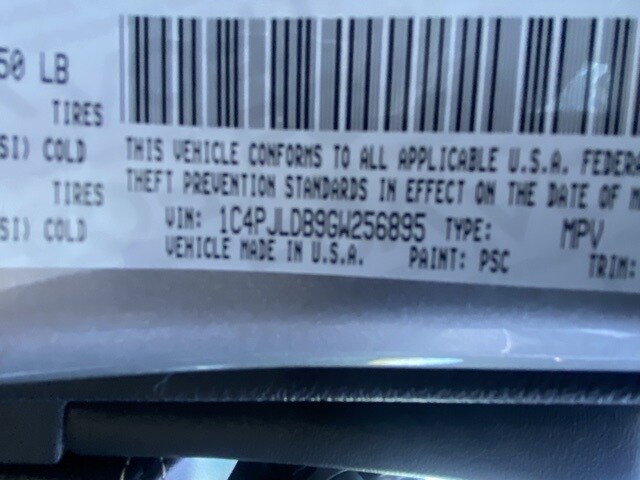 50 LB
TIRES
SI) COLD
TIRES
SI) COLD
THIS VEHICLE CONFORMS TO ALL APPLICABLE U.S.A. FEDERA
THEFT PREVENTION STANDARDS IN EFFECT ON THE DATE OF M
VIN: 1C4PJLDB9GW256895 TYPE: MPV
VEHICLE MADE IN U.S.A. PAINT: PSC TRIM: